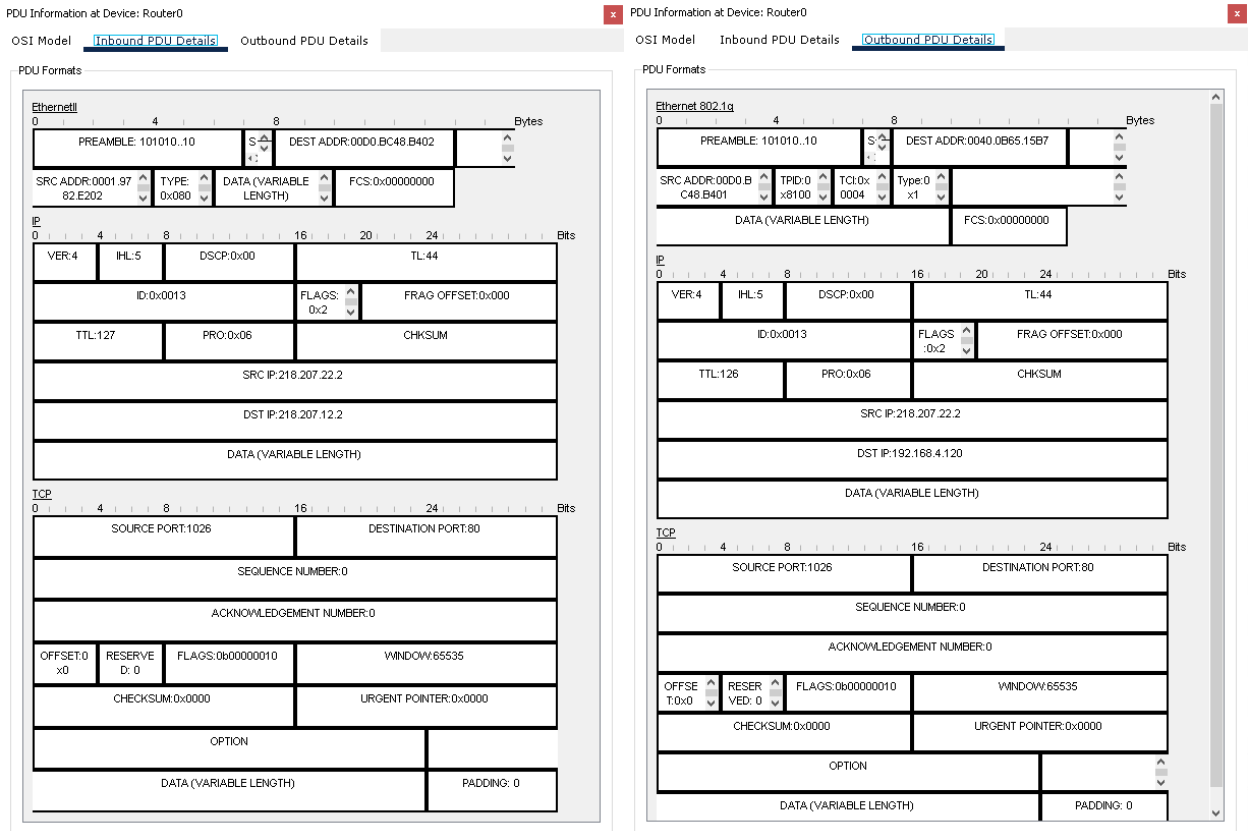 PDU Information at Device: Router0
x
OSI Model Inbound PDU Details Outbound PDU Details
PDU Formats
EthernetII
0 4 8 Bytes
PREAMBLE: 101010..10 DEST ADDR:00D0.BC48.B402
SRC ADDR:0001.97
82.E202
TYPE:
0x080
DATA (VARIABLE
LENGTH)
FCS:0x00000000
IP
0 4 8 16 20 24 Bits
VER:4 IHL:5 DSCP:0x00 TL:44
ID:0x0013 FLAGS:
0x2
FRAG OFFSET:0x000
TTL:127 PRO:0x06 CHKSUM
SRC IP:218.207.22.2
DST IP:218.207.12.2
DATA (VARIABLE LENGTH)
TCP
0 4 8 16 24 Bits
SOURCE PORT:1026 DESTINATION PORT:80
SEQUENCE NUMBER:0
ACKNOWLEDGEMENT NUMBER:0
OFFSET:0
x0
RESERVE
D: 0
FLAGS:0b00000010 WINDOW:65535
CHECKSUM:0x0000 URGENT POINTER:0x0000
OPTION
DATA (VARIABLE LENGTH) PADDING: 0
PDU Information at Device: Router0
x
OSI Model Inbound PDU Details Outbound PDU Details
PDU Formats
Ethernet 802.1q
0 4 8 Bytes
PREAMBLE: 101010..10 DEST ADDR:0040.0B65.15B7
SRC ADDR:00D0.B
C48.B401
TPID:0
x8100
TCI:0x
0004
Type:0
x1
DATA (VARIABLE LENGTH) FCS:0x00000000
IP
0 4 8 16 20 24 Bits
VER:4 IHL:5 DSCP:0x00 TL:44
ID:0x0013 FLAGS
:0x2
FRAG OFFSET:0x000
TTL:126 PRO:0x06 CHKSUM
SRC IP:218.207.22.2
DST IP:192.168.4.120
DATA (VARIABLE LENGTH)
TCP
0 4 8 16 24 Bits
SOURCE PORT:1026 DESTINATION PORT:80
SEQUENCE NUMBER:0
ACKNOWLEDGEMENT NUMBER:0
OFFSE
T:0x0
RESER
VED: 0
FLAGS:0b00000010 WINDOW:65535
CHECKSUM:0x0000 URGENT POINTER:0x0000
OPTION
DATA (VARIABLE LENGTH) PADDING: 0